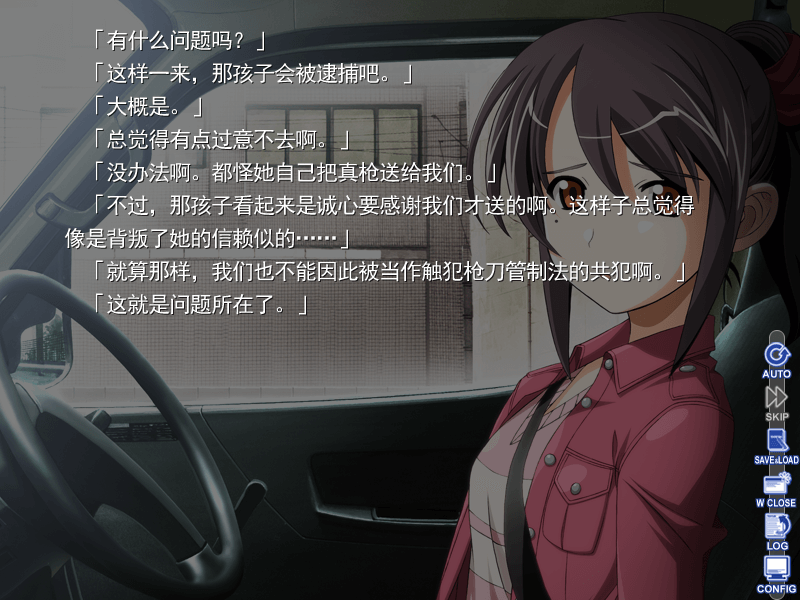 「有什么问题吗？」
「这样一来，那孩子会被逮捕吧。」
「大概是。」
「总觉得有点过意不去啊。」
「没办法啊。都怪她自己把真枪送给我们。」
「不过，那孩子看起来是诚心要感谢我们才送的啊。这样子总觉得
像是背叛了她的信赖似的……」
「就算那样，我们也不能因此被当作触犯枪刀管制法的共犯啊。」
「这就是问题所在了。」
AUTO
SKIP
SAVE&LOAD
W CLOSE
LOG
CONFIG